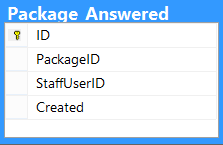 Package Answered
ID
PackageID
StaffUserID
Created